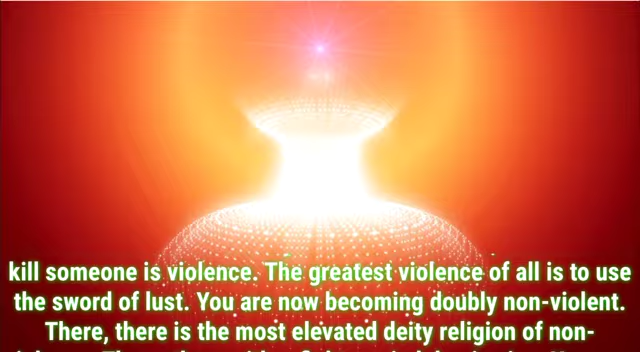 kill someone is violence. The greatest violence of all is to use
the sword of lust. You are now becoming doubly non-violent.
There, there is the most elevated deity religion of non-